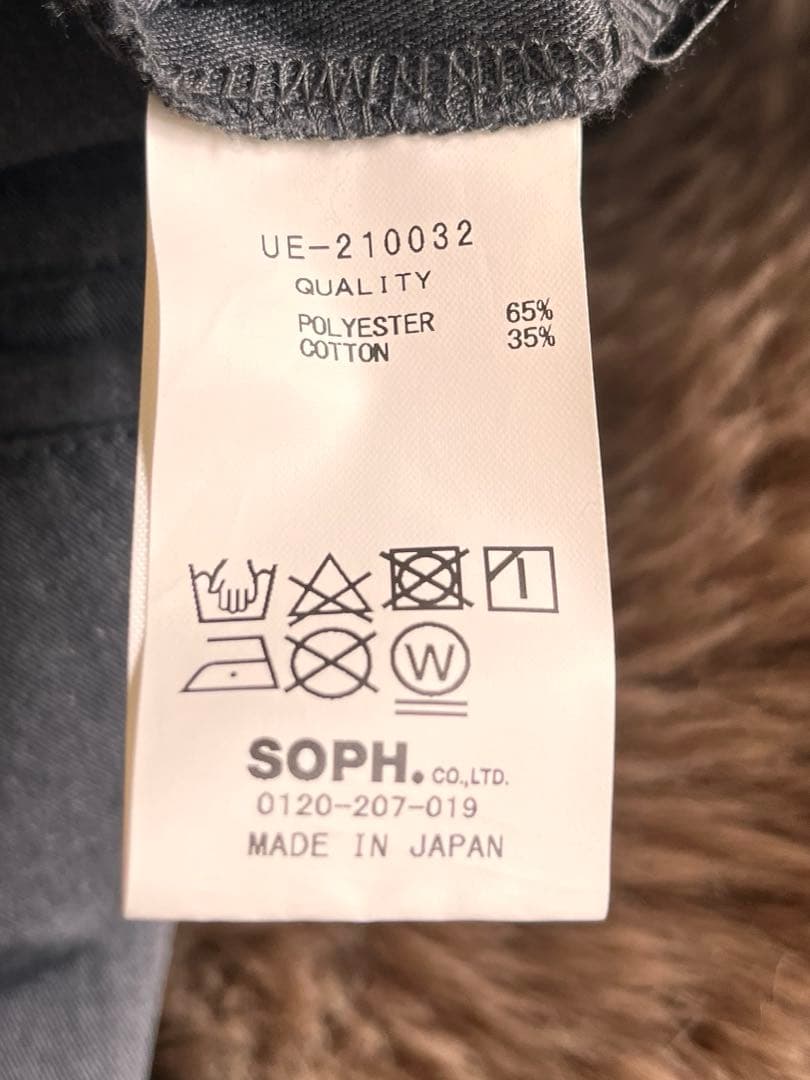 UE-210032
QUALITY
POLYESTER 65%
COTTON 35%
W
SOPH. CO.,LTD.
0120-207-019
MADE IN JAPAN